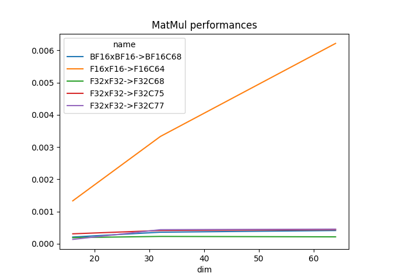 MatMul performances
name
BF16xBF16->BF16C68
F16xF16->F16C64
F32xF32->F32C68
F32xF32->F32C75
F32xF32->F32C77
0.006
0.005
0.004
0.003
0.002
0.001
0.000
20 30 40 50 60
dim